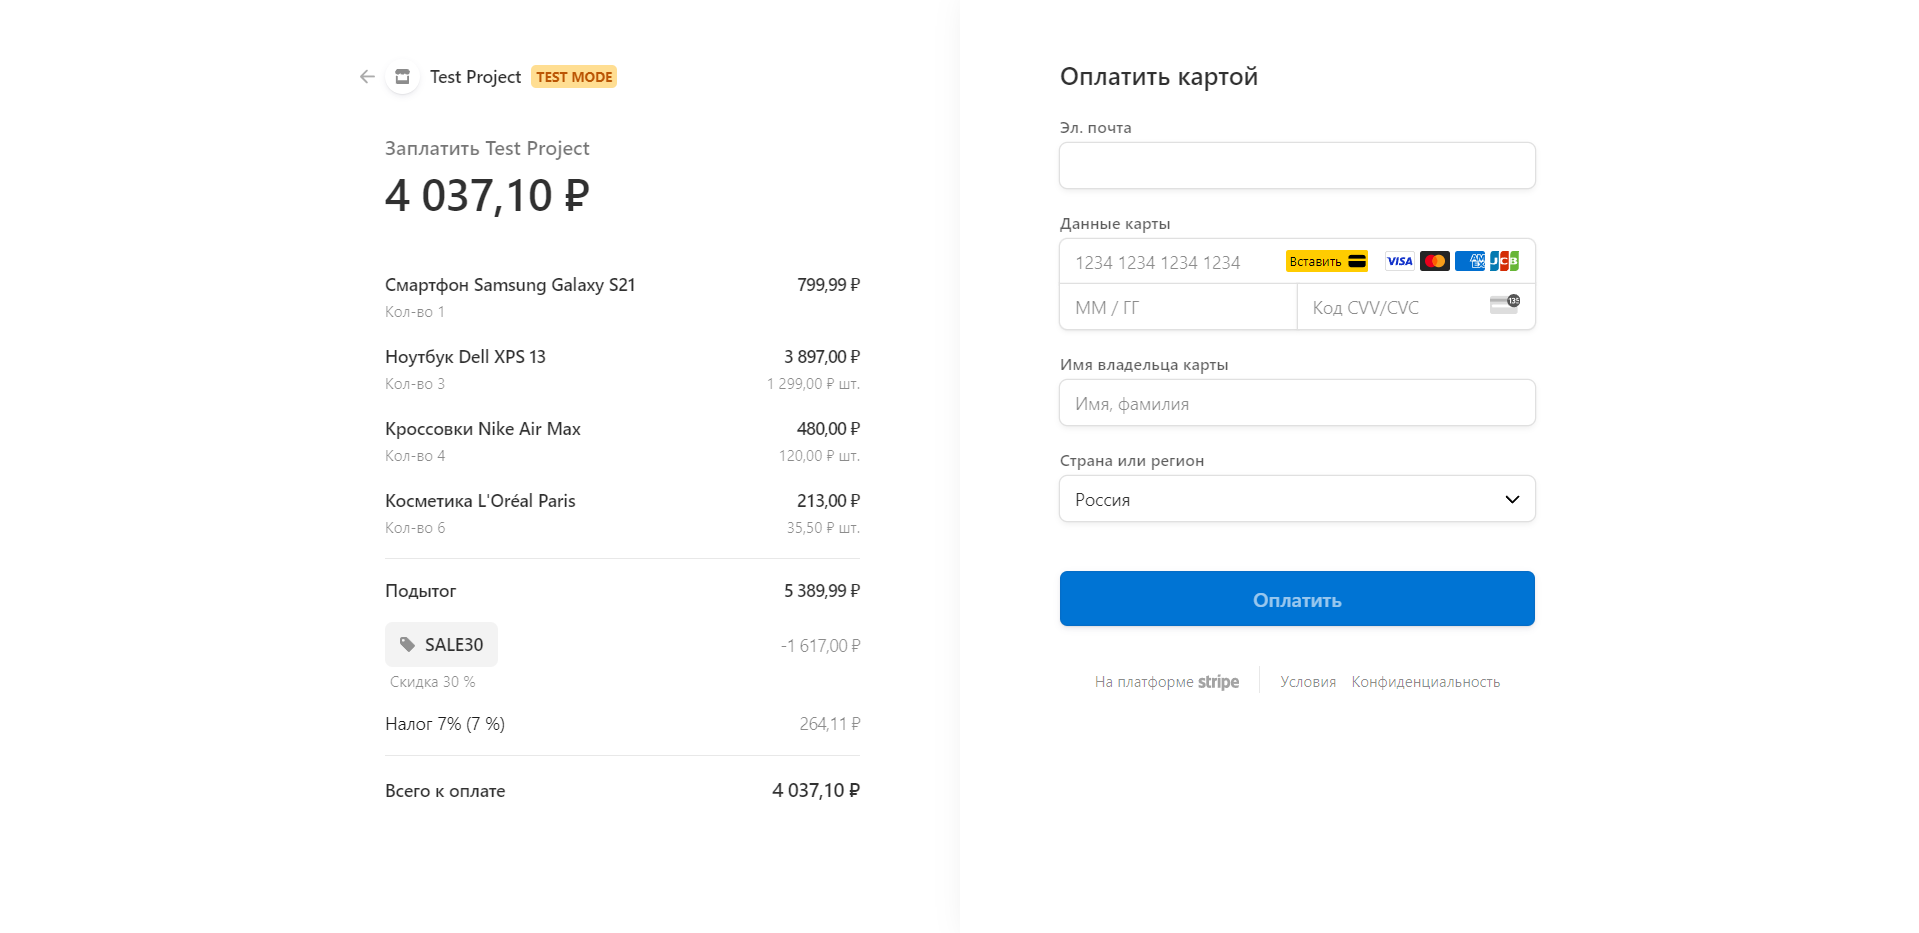 Test Project TEST MODE
Заплатить Test Project
4 037,10 ₽
Смартфон Samsung Galaxy S21 799,99 ₽
Кол-во 1
Ноутбук Dell XPS 13 3 897,00 ₽
Кол-во 3 1 299,00 ₽ шт.
Кроссовки Nike Air Max 480,00 ₽
Кол-во 4 120,00 ₽ шт.
Косметика L'Oréal Paris 213,00 ₽
Кол-во 6 35,50 ₽ шт.
Подытог 5 389,99 ₽
SALE30 -1 617,00 ₽
Скидка 30 %
Налог 7% (7 %) 264,11 ₽
Всего к оплате 4 037,10 ₽
Оплатить картой
Эл. почта
Данные карты
1234 1234 1234 1234 Вставить VISA AMEX JCB
ММ / ГГ Код CVV/CVC 135
Имя владельца карты
Имя, фамилия
Страна или регион
Россия
Оплатить
На платформе stripe Условия Конфиденциальность